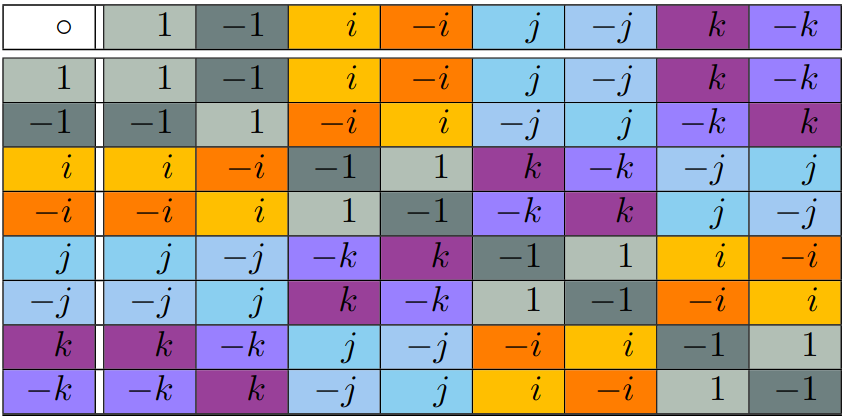 ∘ 1 −1 i −i j −j k −k
1 1 −1 i −i j −j k −k
−1 −1 1 −i i −j j −k k
i i −i −1 1 k −k −j j
−i −i i 1 −1 −k k j −j
j j −j −k k −1 1 i −i
−j −j j k −k 1 −1 −i i
k k −k j −j −i i −1 1
−k −k k −j j i −i 1 −1